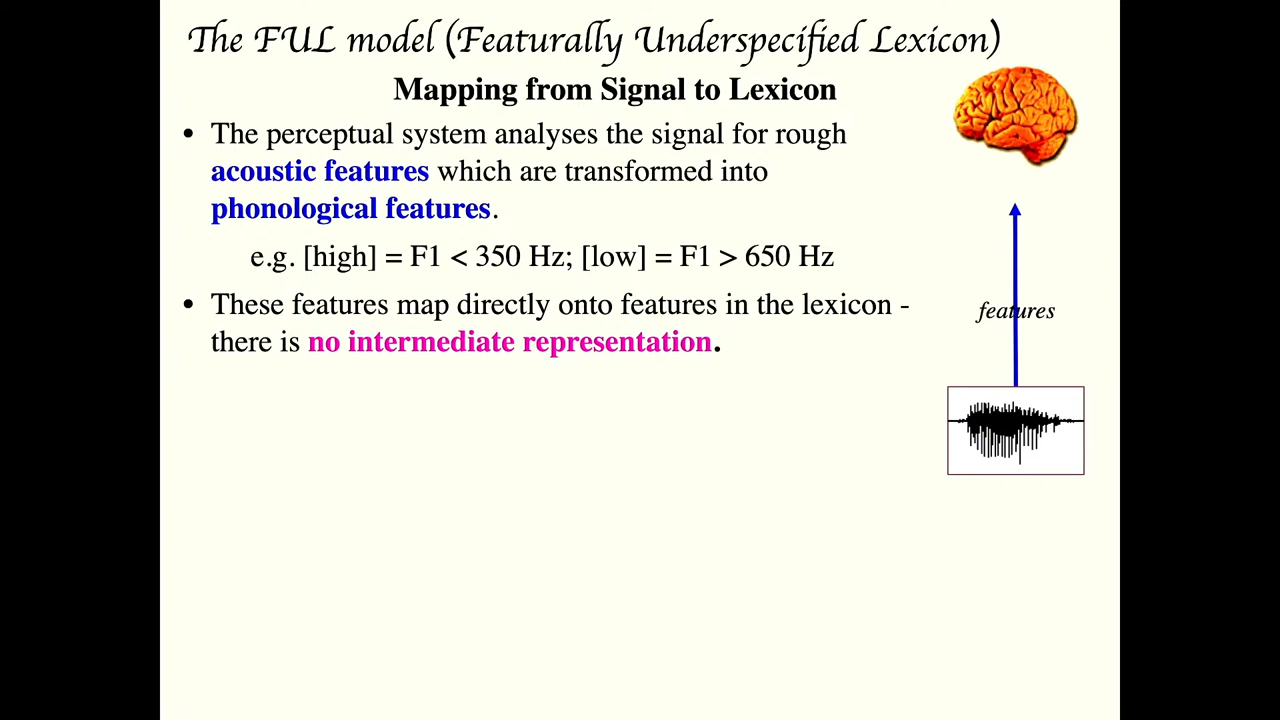 The FUL model (Featurally Underspecified Lexicon)
Mapping from Signal to Lexicon
• The perceptual system analyses the signal for rough
acoustic features which are transformed into
phonological features.
e.g. [high] = F1 < 350 Hz; [low] = F1 > 650 Hz
• These features map directly onto features in the lexicon -
there is no intermediate representation.
features